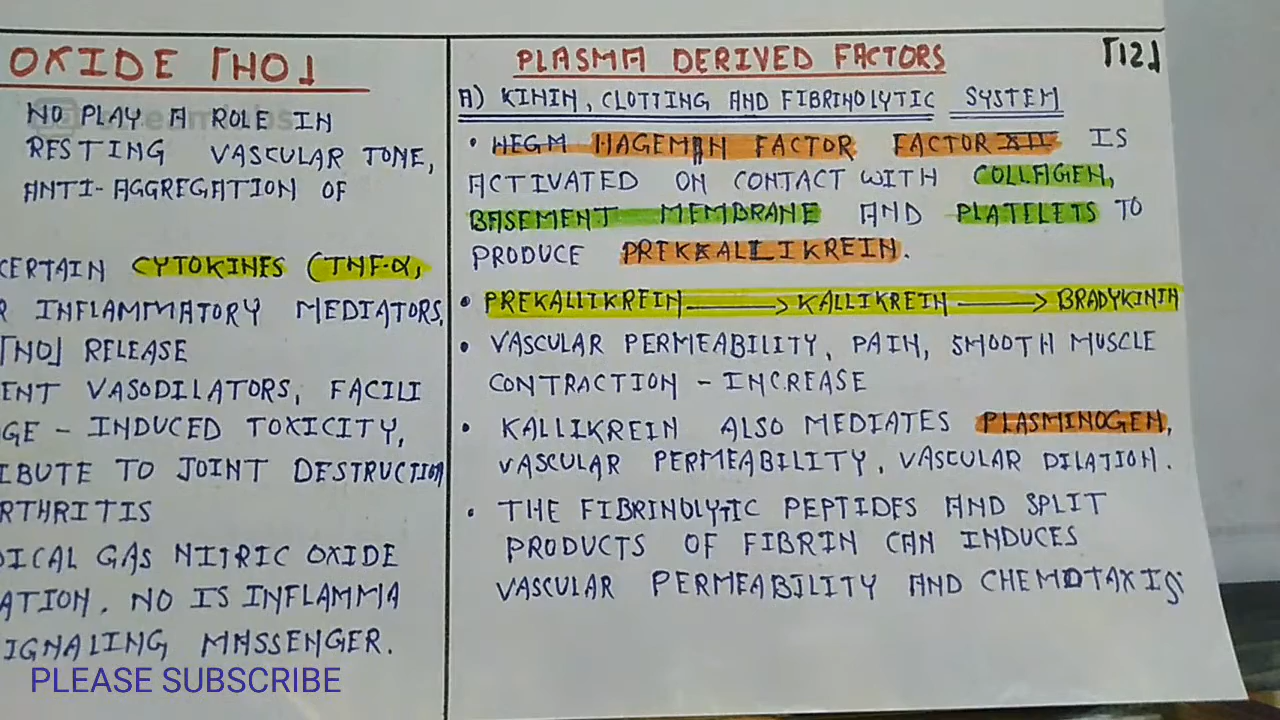 OXIDE [NO]
NO PLAY A ROLE IN
RESTING VASCULAR TONE,
ANTI-AGGREGATION OF
CERTAIN CYTOKINES (TNF-α,
R INFLAMMATORY MEDIATORS,
[NO] RELEASE
ENT VASODILATORS, FACILI
GE - INDUCED TOXICITY,
IBUTE TO JOINT DESTRUCTION
RTHRITIS
DICAL GAS NITRIC OXIDE
ATION. NO IS INFLAMMA
IGNALING MASSENGER.
PLASMA DERIVED FACTORS
[12]
A) KININ, CLOTTING AND FIBRINOLYTIC SYSTEM
• HEGM HAGEMAN FACTOR FACTOR XII IS
ACTIVATED ON CONTACT WITH COLLAGEN,
BASEMENT MEMBRANE AND PLATELETS TO
PRODUCE PREKKALLIKREIN.
• PREKALLIKREIN ⟶ KALLIKREIN ⟶ BRADYKININ
• VASCULAR PERMEABILITY, PAIN, SMOOTH MUSCLE
CONTRACTION - INCREASE
• KALLIKREIN ALSO MEDIATES PLASMINOGEN,
VASCULAR PERMEABILITY, VASCULAR DILATION.
• THE FIBRINOLYTIC PEPTIDES AND SPLIT
PRODUCTS OF FIBRIN CAN INDUCES
VASCULAR PERMEABILITY AND CHEMOTAXIS
PLEASE SUBSCRIBE